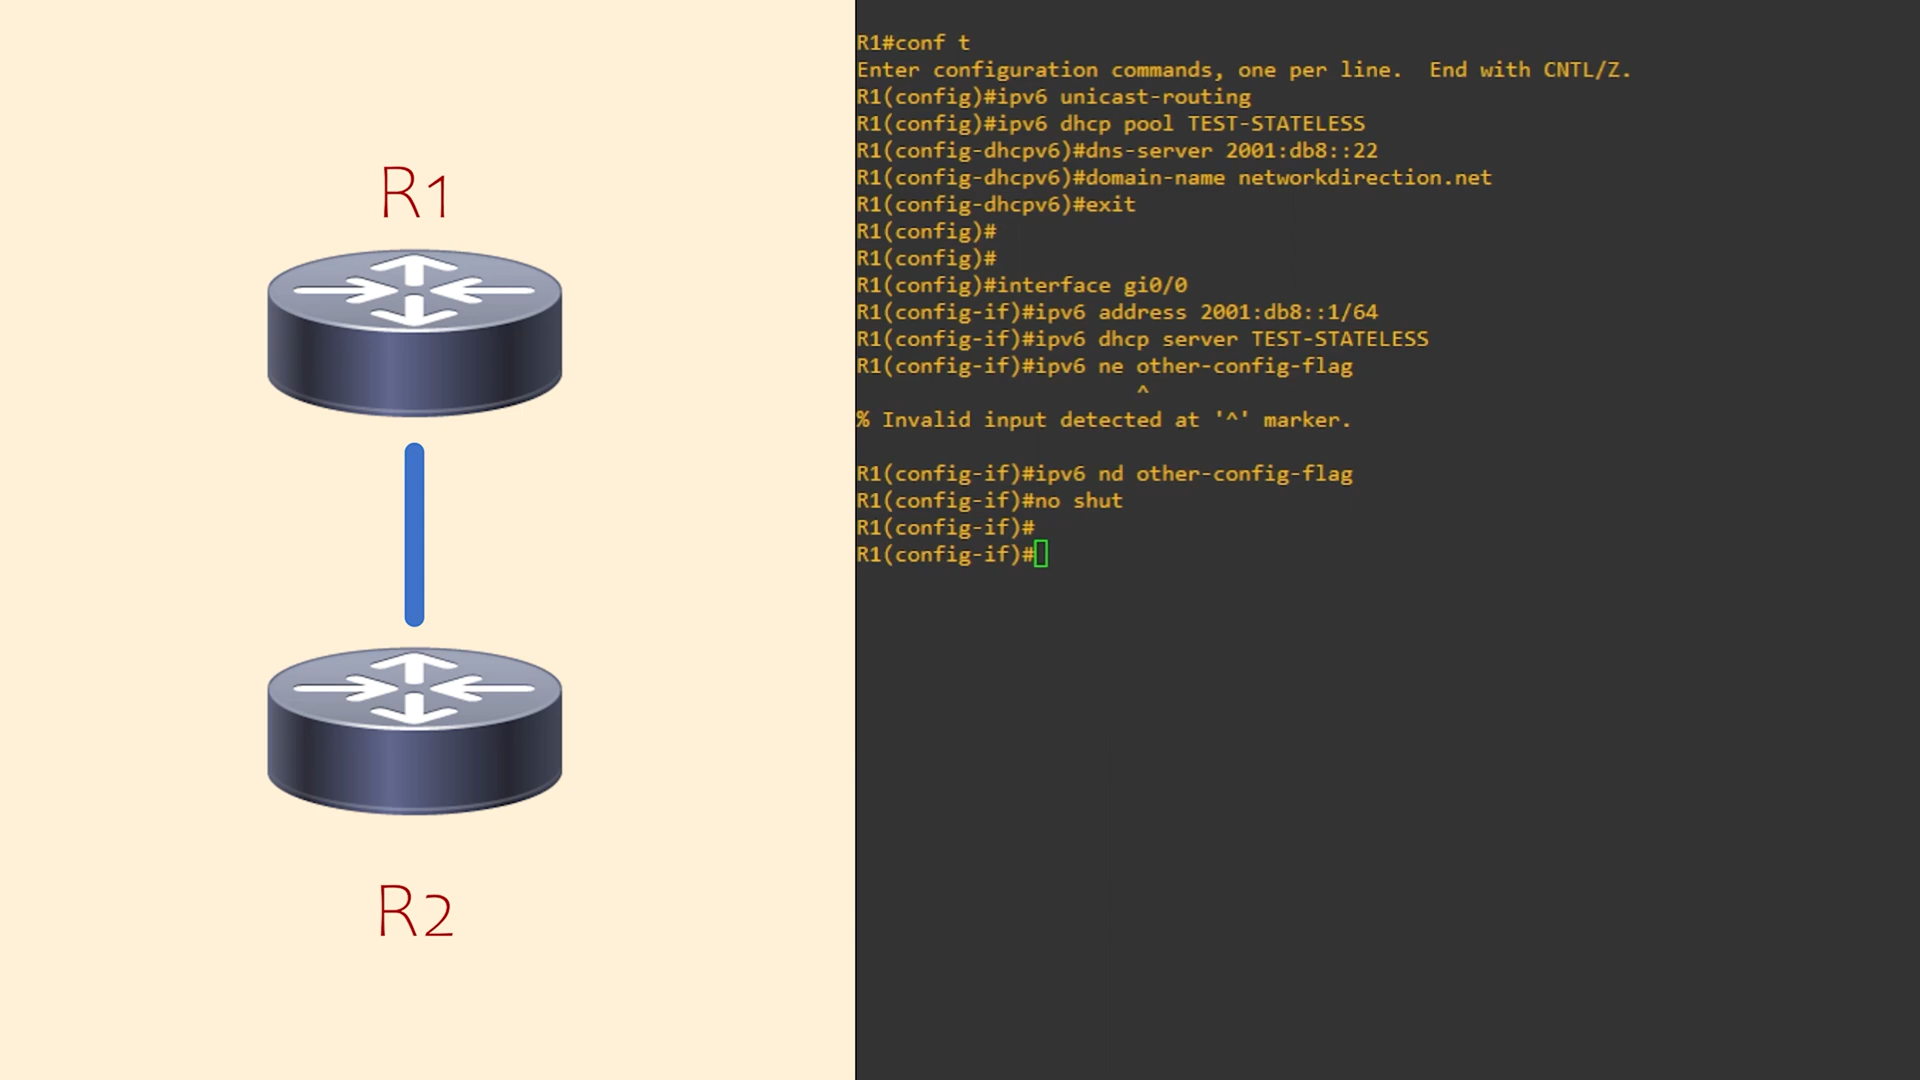 R1
R2
R1#conf t
Enter configuration commands, one per line.  End with CNTL/Z.
R1(config)#ipv6 unicast-routing
R1(config)#ipv6 dhcp pool TEST-STATELESS
R1(config-dhcpv6)#dns-server 2001:db8::22
R1(config-dhcpv6)#domain-name networkdirection.net
R1(config-dhcpv6)#exit
R1(config)#
R1(config)#
R1(config)#interface gi0/0
R1(config-if)#ipv6 address 2001:db8::1/64
R1(config-if)#ipv6 dhcp server TEST-STATELESS
R1(config-if)#ipv6 ne other-config-flag
^
% Invalid input detected at '^' marker.
R1(config-if)#ipv6 nd other-config-flag
R1(config-if)#no shut
R1(config-if)#
R1(config-if)#